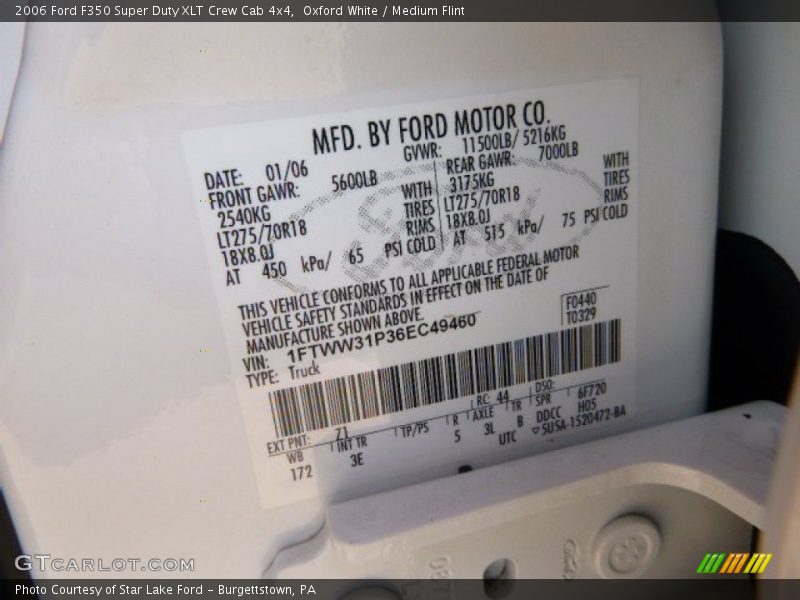 2006 Ford F350 Super Duty XLT Crew Cab 4x4,  Oxford White / Medium Flint
MFD. BY FORD MOTOR CO.
DATE: 01/06 GVWR: 11500LB/ 5216KG
FRONT GAWR: 5600LB REAR GAWR: 7000LB
2540KG WITH 3175KG WITH
LT275/70R18 TIRES LT275/70R18 TIRES
18X8.0J RIMS 18X8.0J RIMS
AT 450 kPa/ 65 PSI COLD AT 515 kPa/ 75 PSI COLD
THIS VEHICLE CONFORMS TO ALL APPLICABLE FEDERAL MOTOR
VEHICLE SAFETY STANDARDS IN EFFECT ON THE DATE OF
MANUFACTURE SHOWN ABOVE.
F0440
T0329
VIN: 1FTWW31P36EC49460
TYPE: Truck
EXT PNT: Z1 RC: 44 DSO:
WB INT TR TP/PS R AXLE TR SPR 6F720
172 3E 5 3L B DDCC H05
UTC 5U5A-1520472-BA
GTCARLOT.COM
Photo Courtesy of Star Lake Ford – Burgettstown, PA